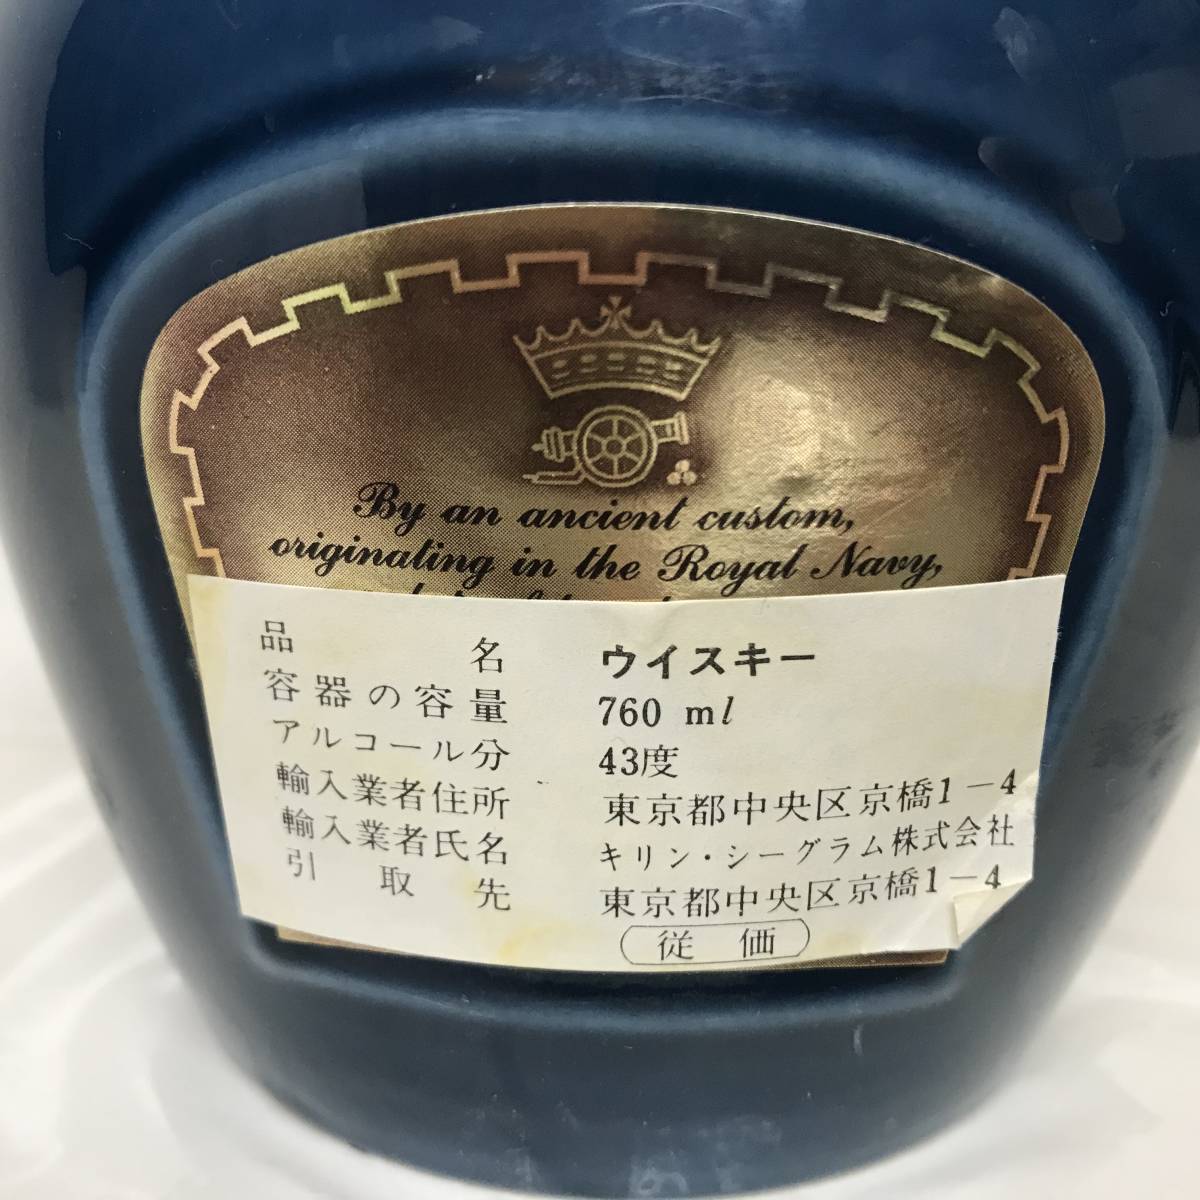 By an ancient custom,
originating in the Royal Navy,
品名 ウイスキー
容器の容量 760 ml
アルコール分 43度
輸入業者住所 東京都中央区京橋1-4
輸入業者氏名 キリン・シーグラム株式会社
引取先 東京都中央区京橋1-4
従価